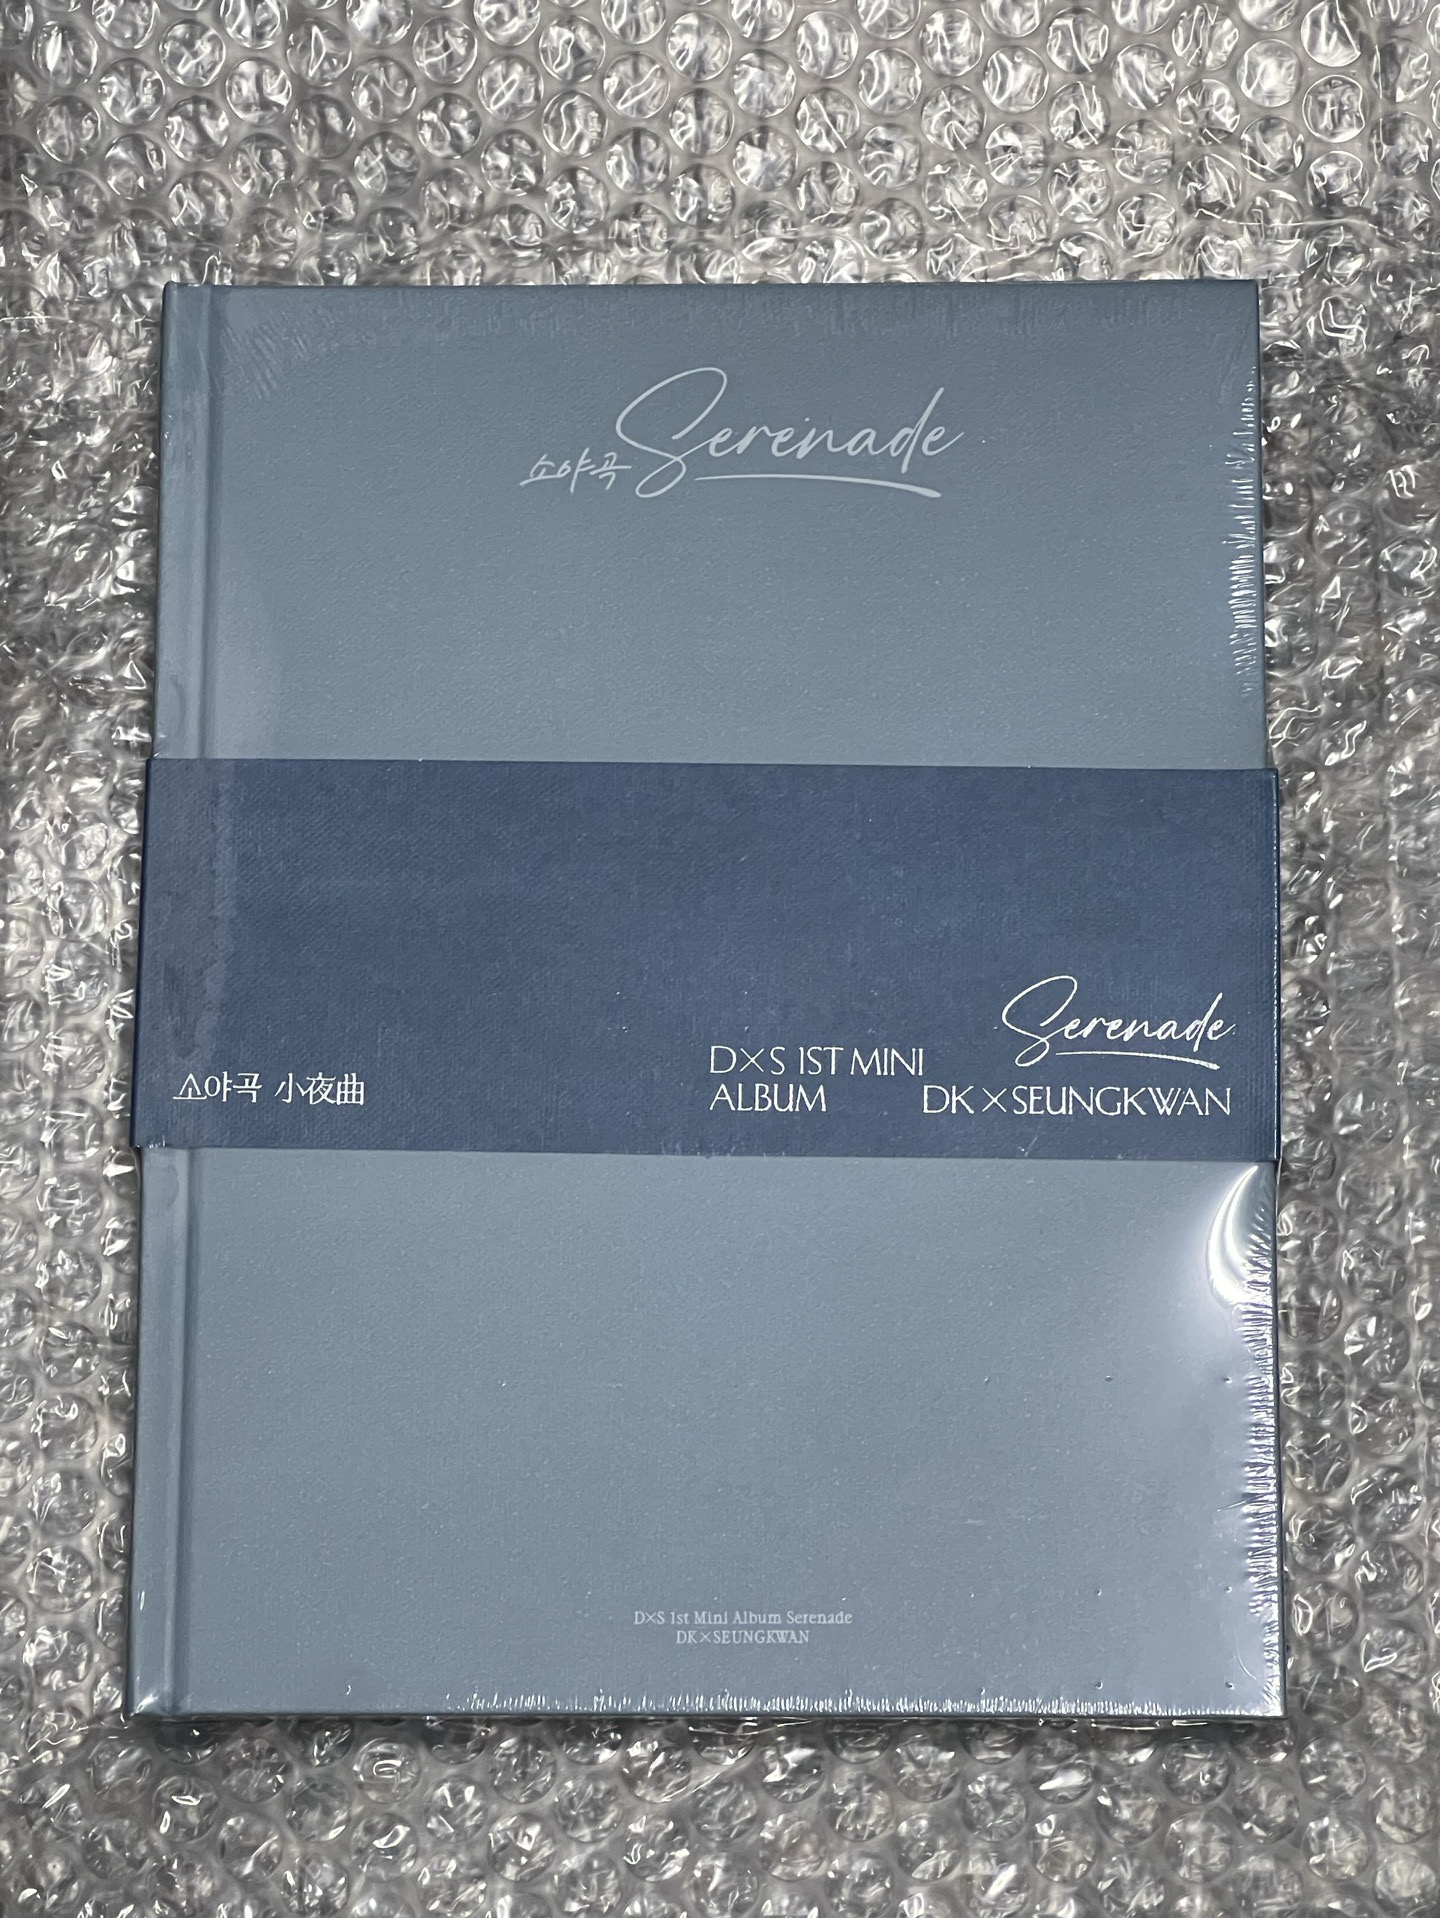 소야곡 Serenade
Serenade
D×S 1ST MINI
ALBUM DK×SEUNGKWAN
소야곡 小夜曲
D×S 1st Mini Album Serenade
DK×SEUNGKWAN